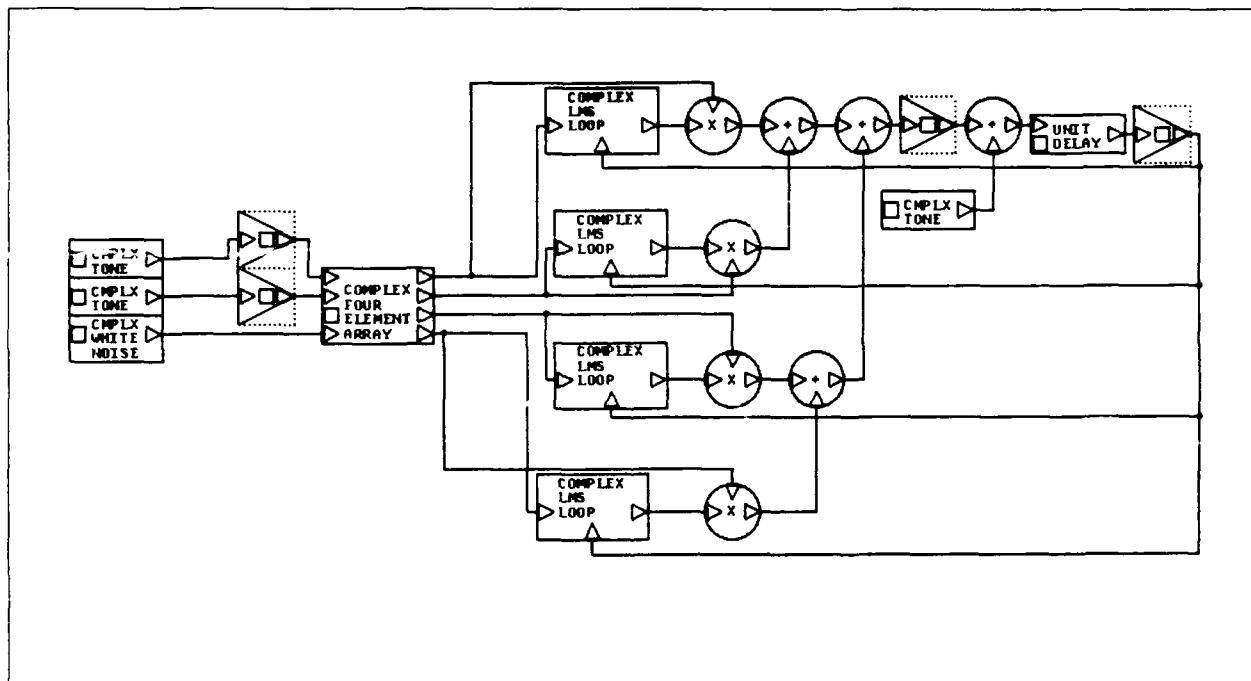 COMPLEX
LMS
LOOP
X
+
+
+
UNIT
DELAY
CMPLX
TONE
COMPLEX
LMS
LOOP
X
CMPLX
TONE
CMPLX
TONE
CMPLX
WHITE
NOISE
COMPLEX
FOUR
ELEMENT
ARRAY
COMPLEX
LMS
LOOP
X
+
COMPLEX
LMS
LOOP
X